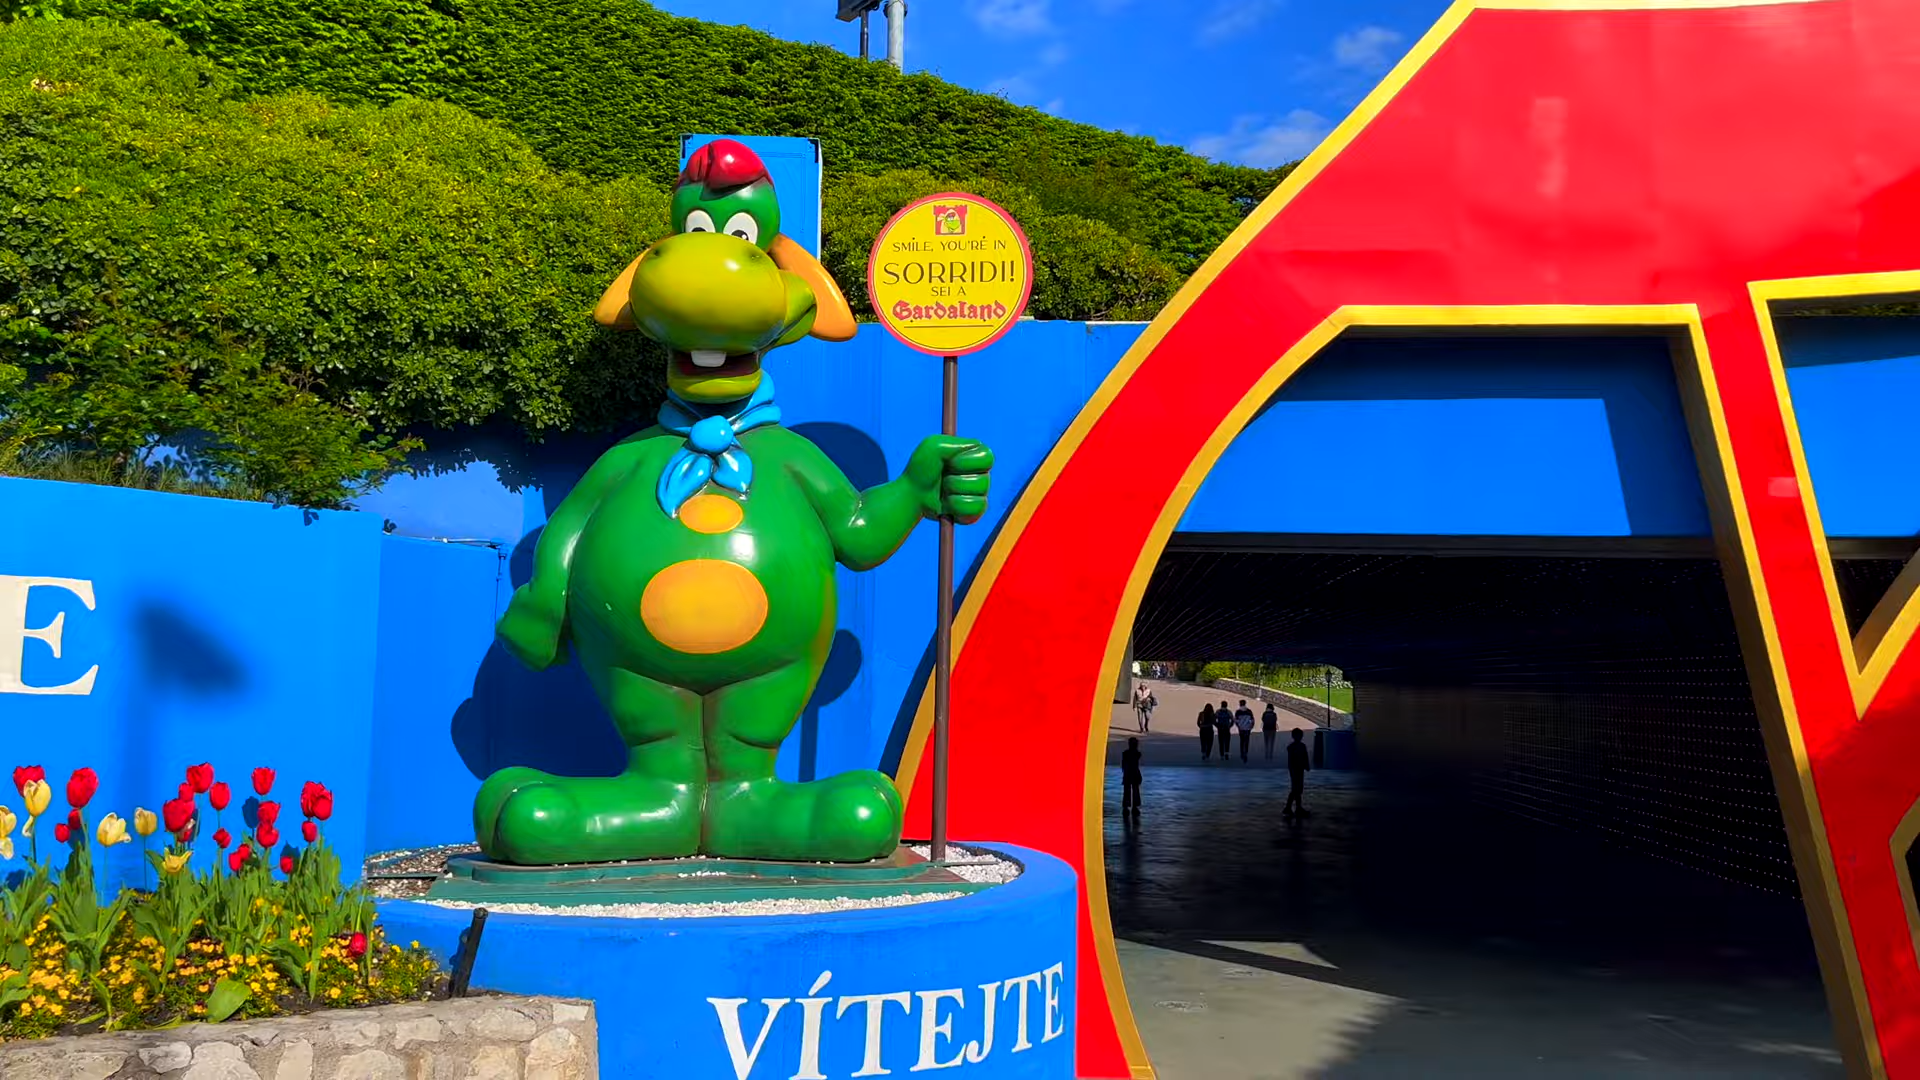 SMILE, YOU'RE IN
SORRIDI!
SEI A
Gardaland
E
VÍTEJTE